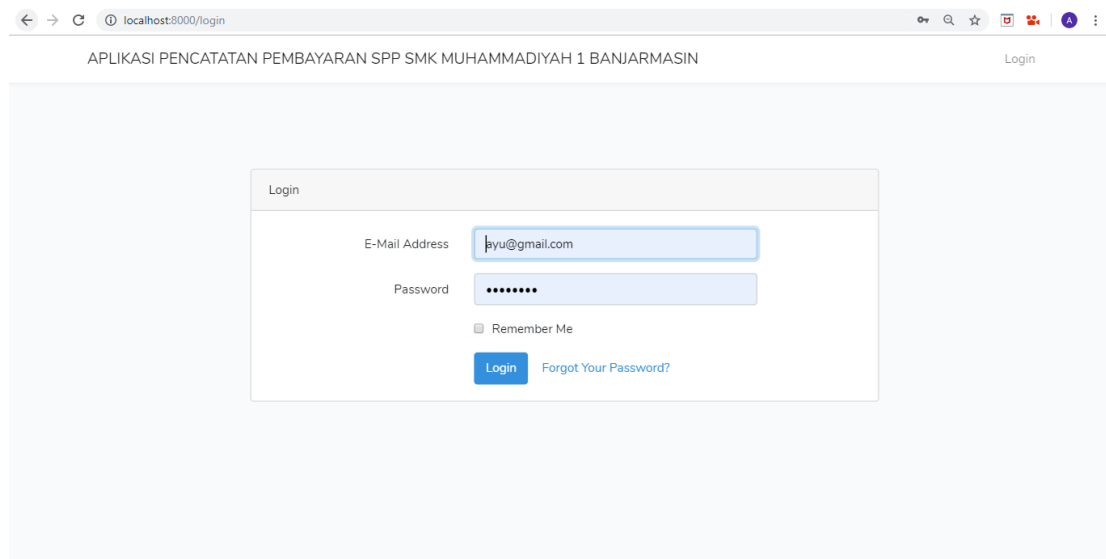 localhost:8000/login
A
APLIKASI PENCATATAN PEMBAYARAN SPP SMK MUHAMMADIYAH 1 BANJARMASIN Login
Login
E-Mail Address ayu@gmail.com
Password ••••••••
Remember Me
Login Forgot Your Password?